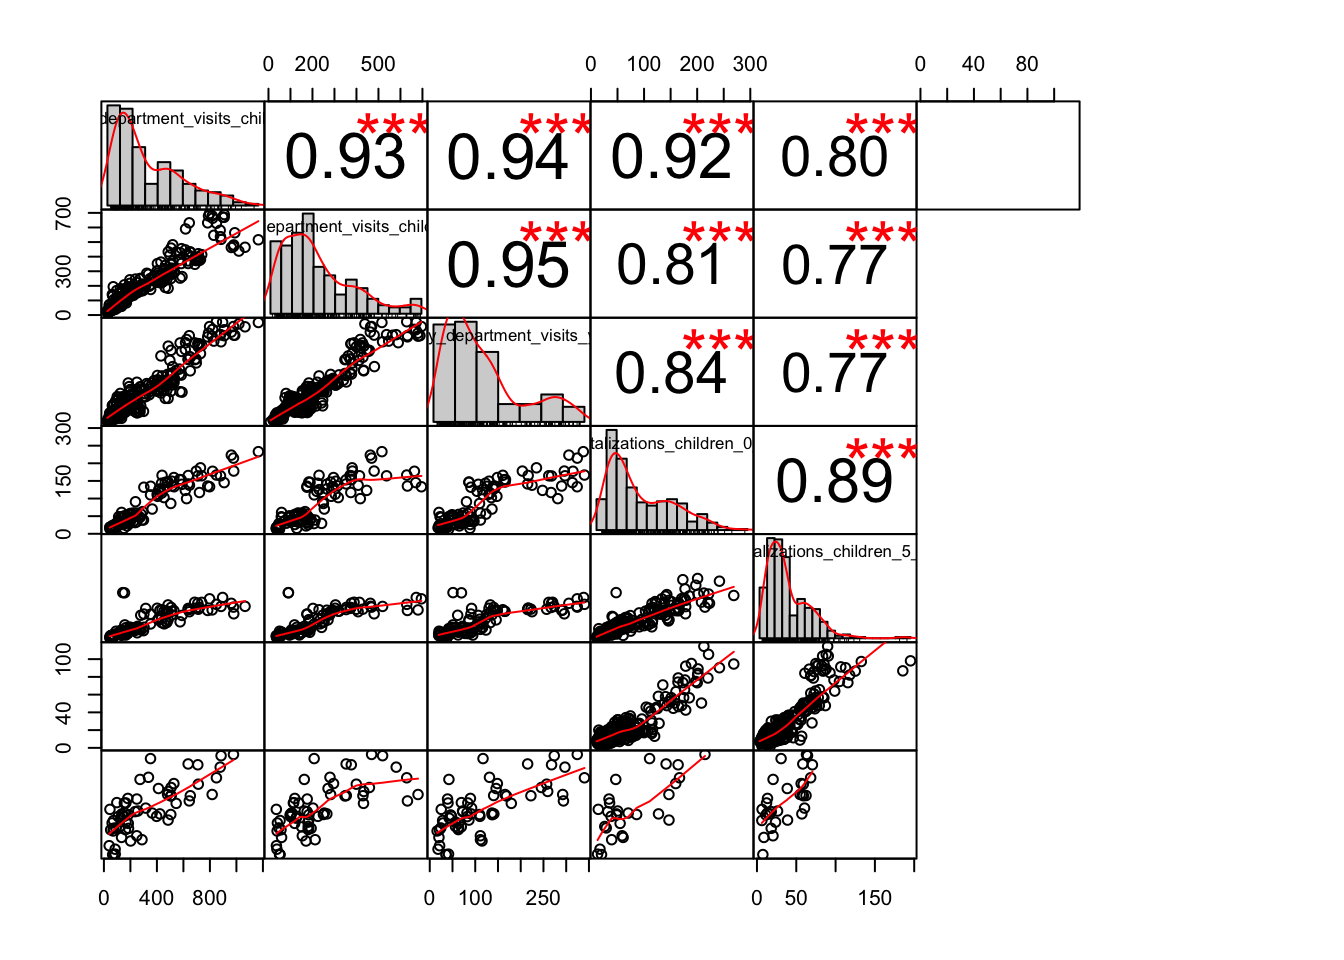 0 200 500 0 100 200 300 0 40 80
department_visits_chi 0.93 *** 0.94 *** 0.92 *** 0.80 ***
700 300 0 epartment_visits_chil 0.95 *** 0.81 *** 0.77 ***
y_department_visits_ 0.84 *** 0.77 ***
300 150 0 talizations_children_0 0.89 ***
alizations_children_5_
100 40 0
0 400 800 0 100 250 0 50 150